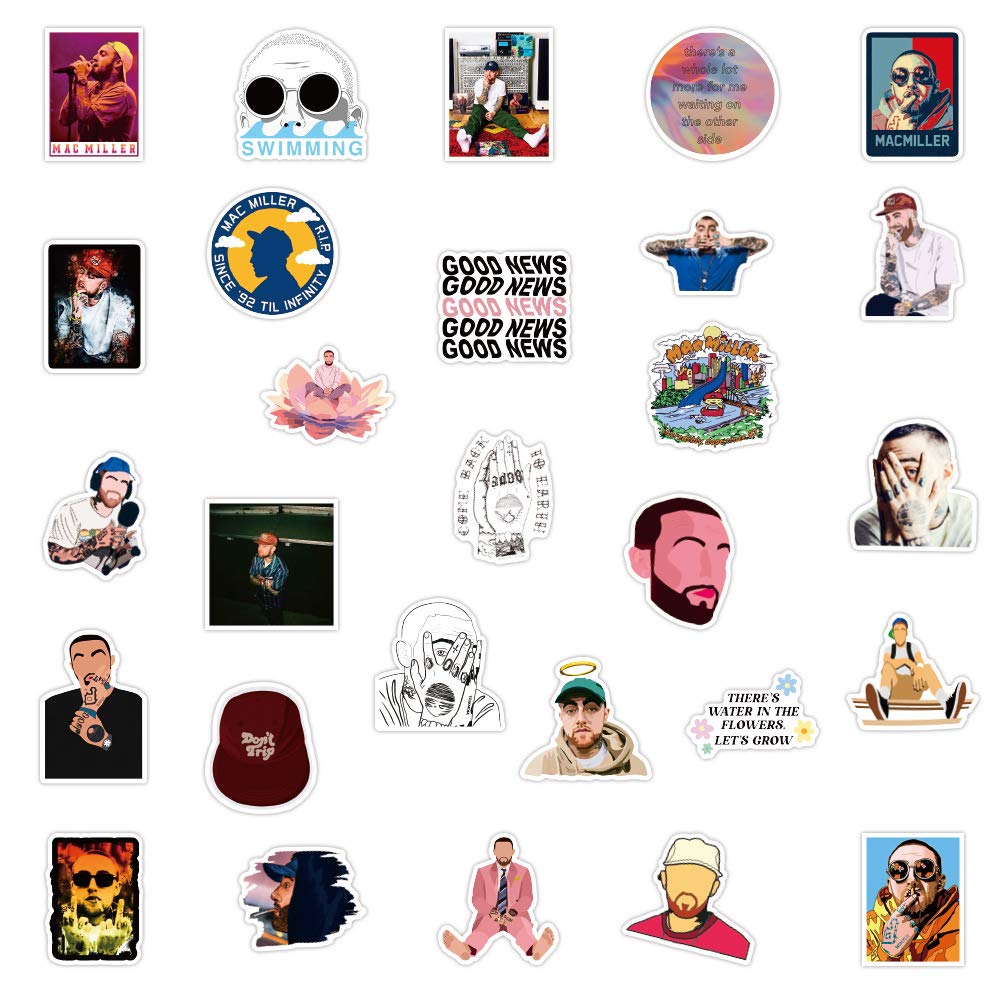 MAC MILLER
SWIMMING
there's a
whole lot
more for me
waiting on
the other
side
MACMILLER
MAC MILLER
R.I.P.
SINCE '92 TIL INFINITY
GOOD NEWS
GOOD NEWS
GOOD NEWS
GOOD NEWS
GOOD NEWS
MAC MILLER
COME BACK
TO EARTH
Don't
Trip
THERE'S
WATER IN THE
FLOWERS,
LET'S GROW